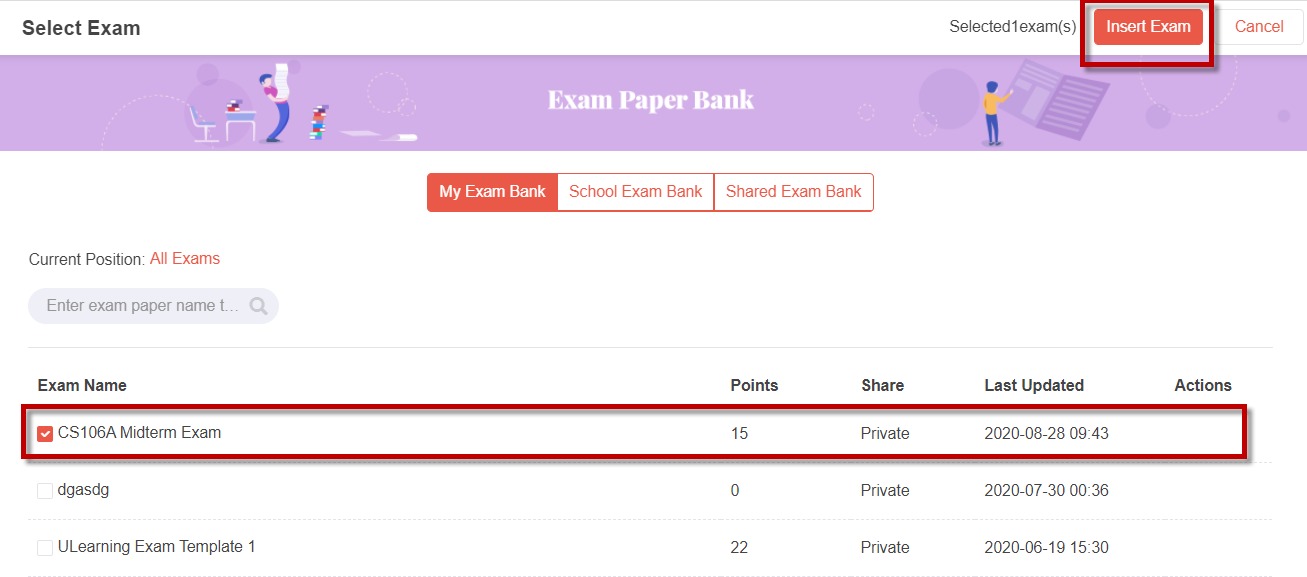 Select Exam
Selected1exam(s)
Insert Exam
Cancel
Exam Paper Bank
My Exam Bank
School Exam Bank
Shared Exam Bank
Current Position: All Exams
Enter exam paper name t...
Exam Name Points Share Last Updated Actions
CS106A Midterm Exam 15 Private 2020-08-28 09:43
dgasdg 0 Private 2020-07-30 00:36
ULearning Exam Template 1 22 Private 2020-06-19 15:30